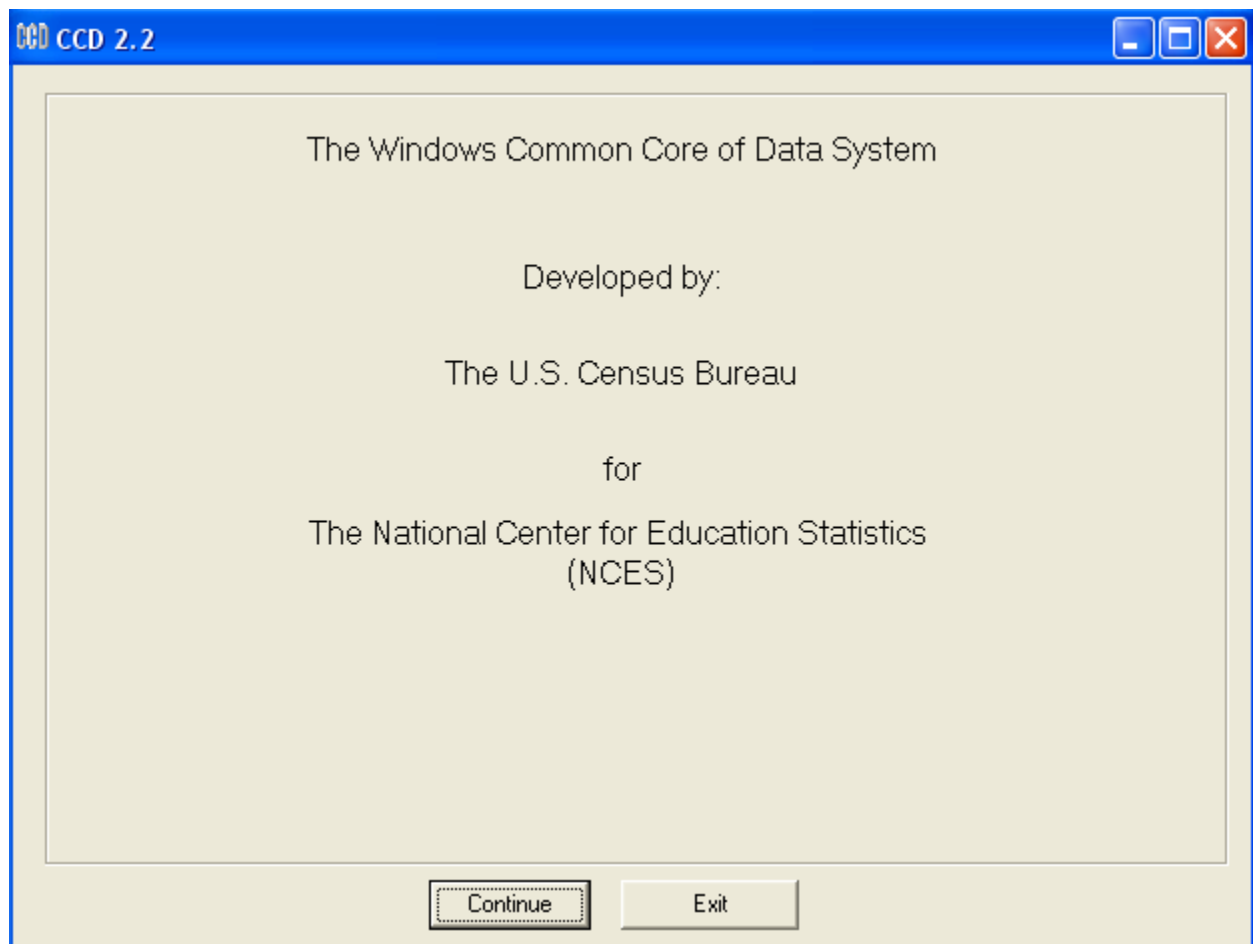 CCD CCD 2.2
The Windows Common Core of Data System
Developed by:
The U.S. Census Bureau
for
The National Center for Education Statistics
(NCES)
Continue Exit